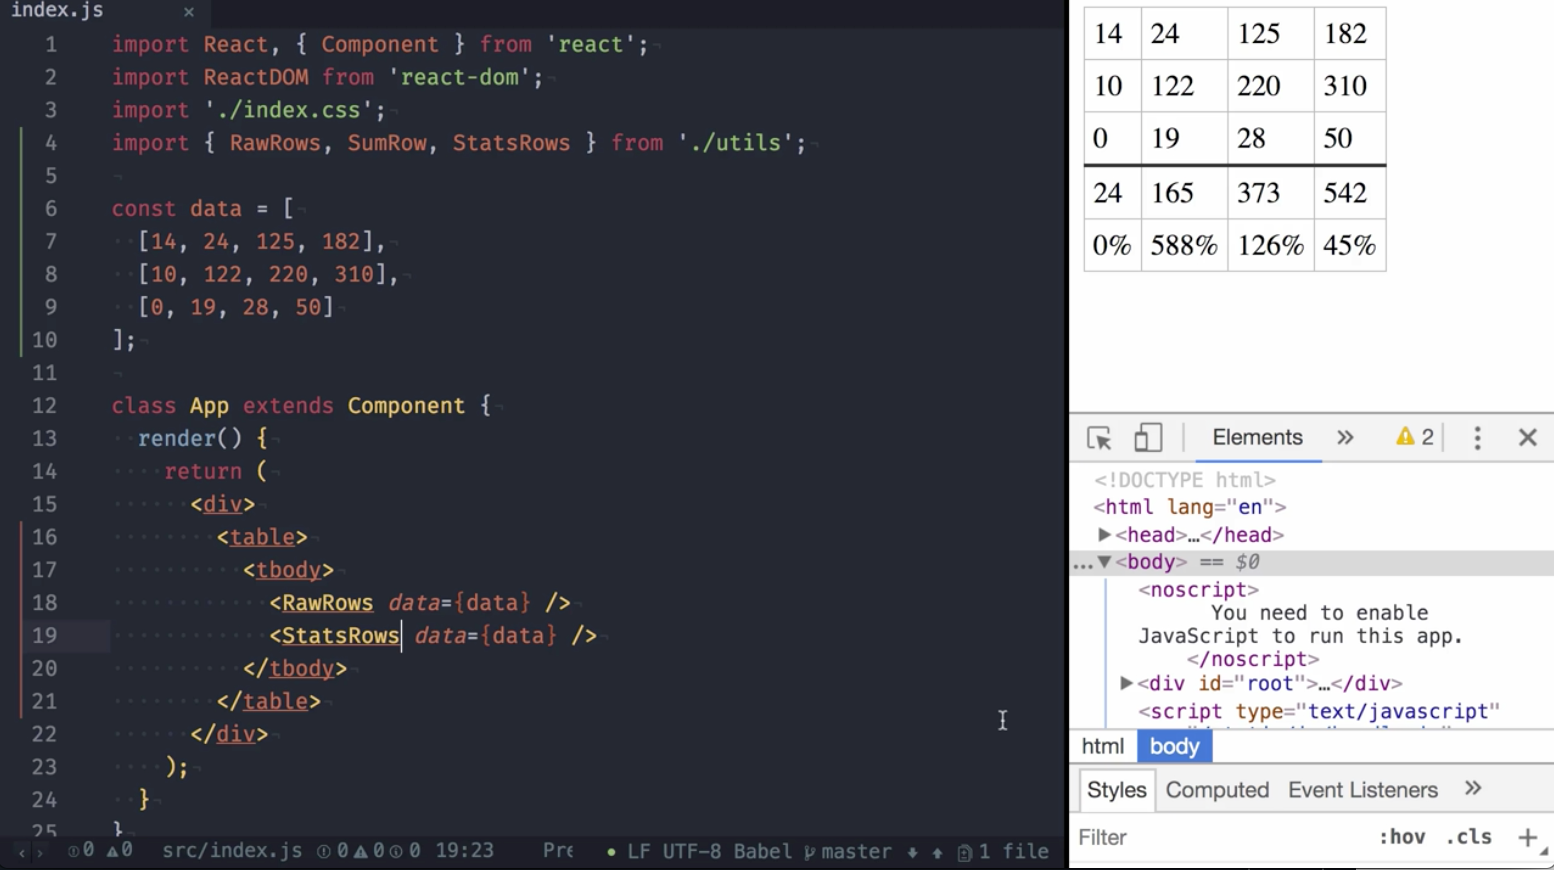 index.js ×
1 import React, { Component } from 'react';
2 import ReactDOM from 'react-dom';
3 import './index.css';
4 import { RawRows, SumRow, StatsRows } from './utils';
5
6 const data = [
7 [14, 24, 125, 182],
8 [10, 122, 220, 310],
9 [0, 19, 28, 50]
10 ];
11
12 class App extends Component {
13 render() {
14 return (
15 <div>
16 <table>
17 <tbody>
18 <RawRows data={data} />
19 <StatsRows data={data} />
20 </tbody>
21 </table>
22 </div>
23 );
24 }
25 }
0 0 src/index.js 0 0 0 19:23 Pre LF UTF-8 Babel master 1 file
14 24 125 182
10 122 220 310
0 19 28 50
24 165 373 542
0% 588% 126% 45%
Elements » 2
<!DOCTYPE html>
<html lang="en">
<head>…</head>
…<body> == $0
<noscript>
You need to enable
JavaScript to run this app.
</noscript>
<div id="root">…</div>
<script type="text/javascript"
html body
Styles Computed Event Listeners »
Filter :hov .cls +